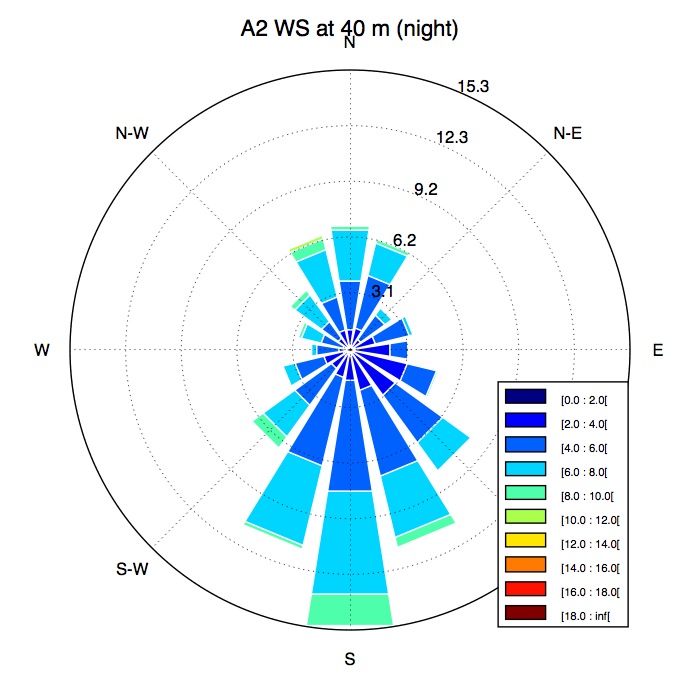 A2 WS at 40 m (night)
N
15.3
N-W
N-E
12.3
9.2
6.2
3.1
W
E
[0.0 : 2.0[
[2.0 : 4.0[
[4.0 : 6.0[
[6.0 : 8.0[
[8.0 : 10.0[
[10.0 : 12.0[
[12.0 : 14.0[
[14.0 : 16.0[
[16.0 : 18.0[
[18.0 : inf[
S-W
S